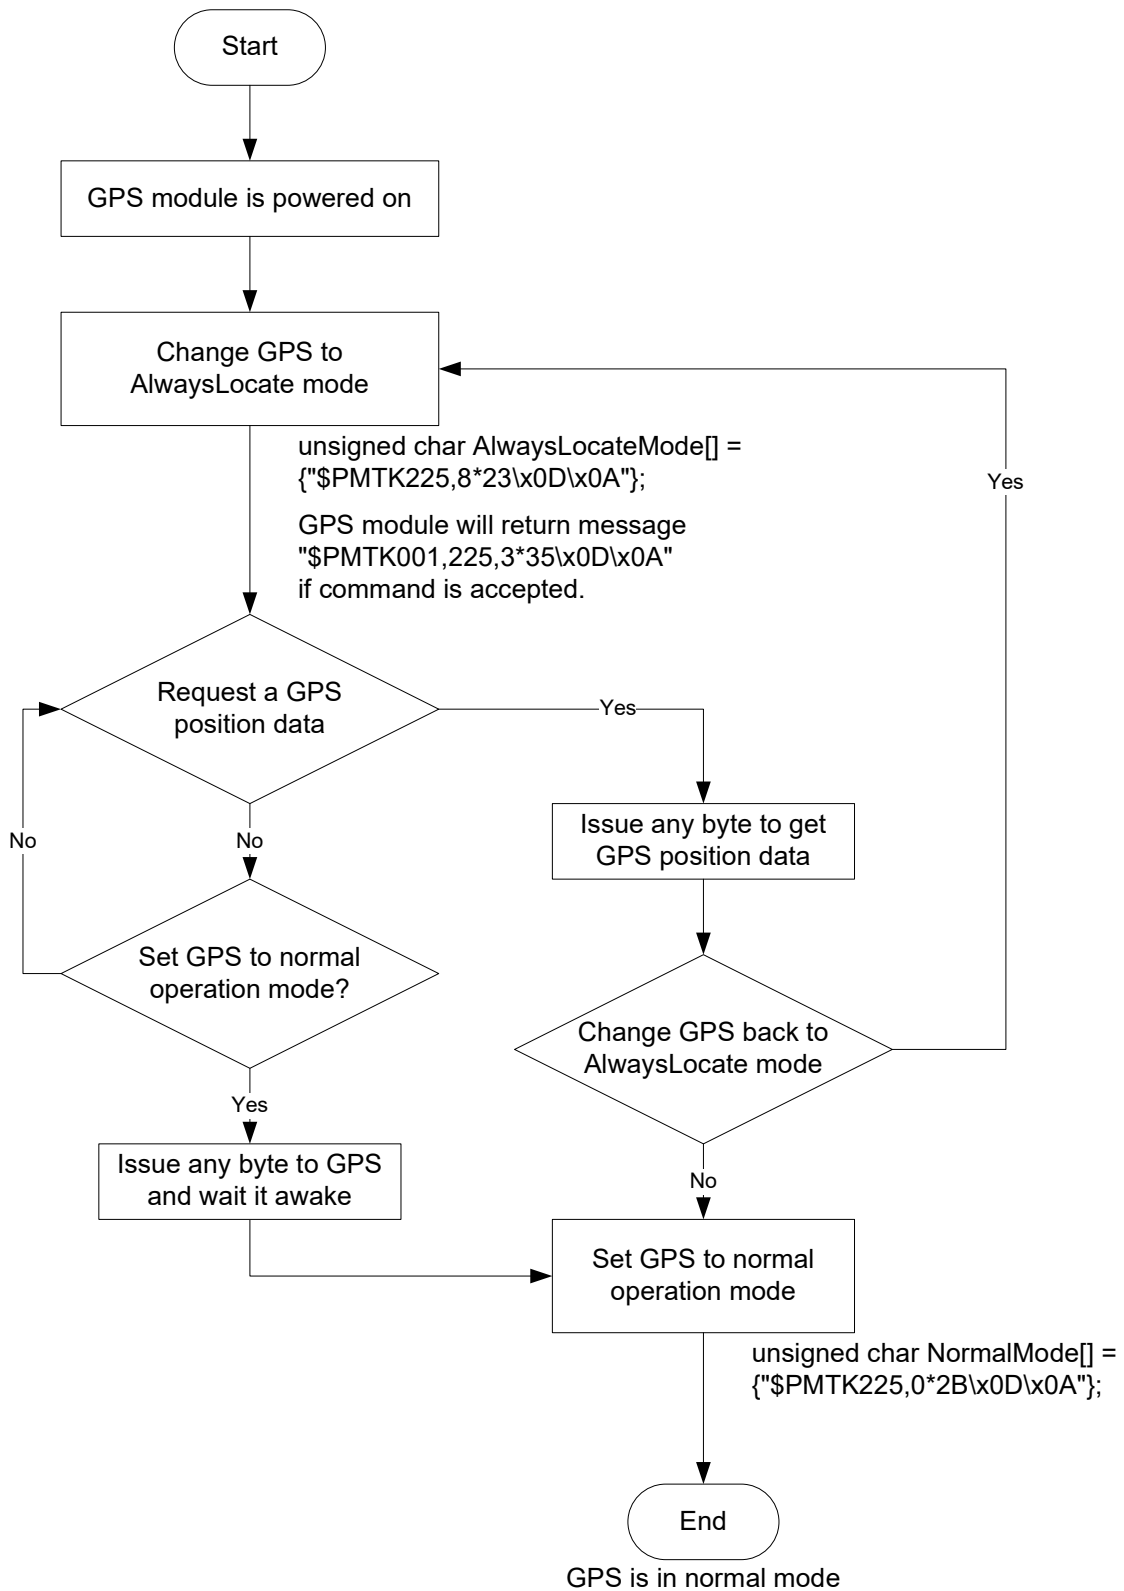 Start
GPS module is powered on
Change GPS to
AlwaysLocate mode
unsigned char AlwaysLocateMode[] =
{"$PMTK225,8*23\x0D\x0A"};
Yes
GPS module will return message
"$PMTK001,225,3*35\x0D\x0A"
if command is accepted.
Request a GPS
position data
Yes
No
No
Issue any byte to get
GPS position data
Set GPS to normal
operation mode?
Change GPS back to
AlwaysLocate mode
Yes
Issue any byte to GPS
and wait it awake
No
Set GPS to normal
operation mode
unsigned char NormalMode[] =
{"$PMTK225,0*2B\x0D\x0A"};
End
GPS is in normal mode